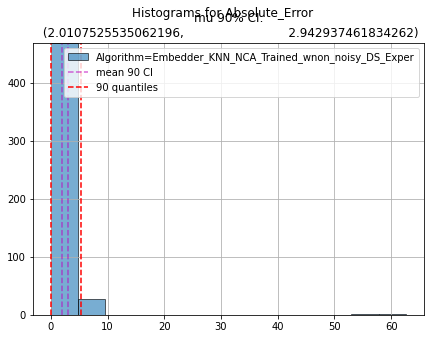 Histograms for Absolute_Error
mu 90% CI:
(2.0107525535062196, 2.942937461834262)
Algorithm=Embedder_KNN_NCA_Trained_wnon_noisy_DS_Exper
mean 90 CI
90 quantiles
400
300
200
100
0
0 10 20 30 40 50 60